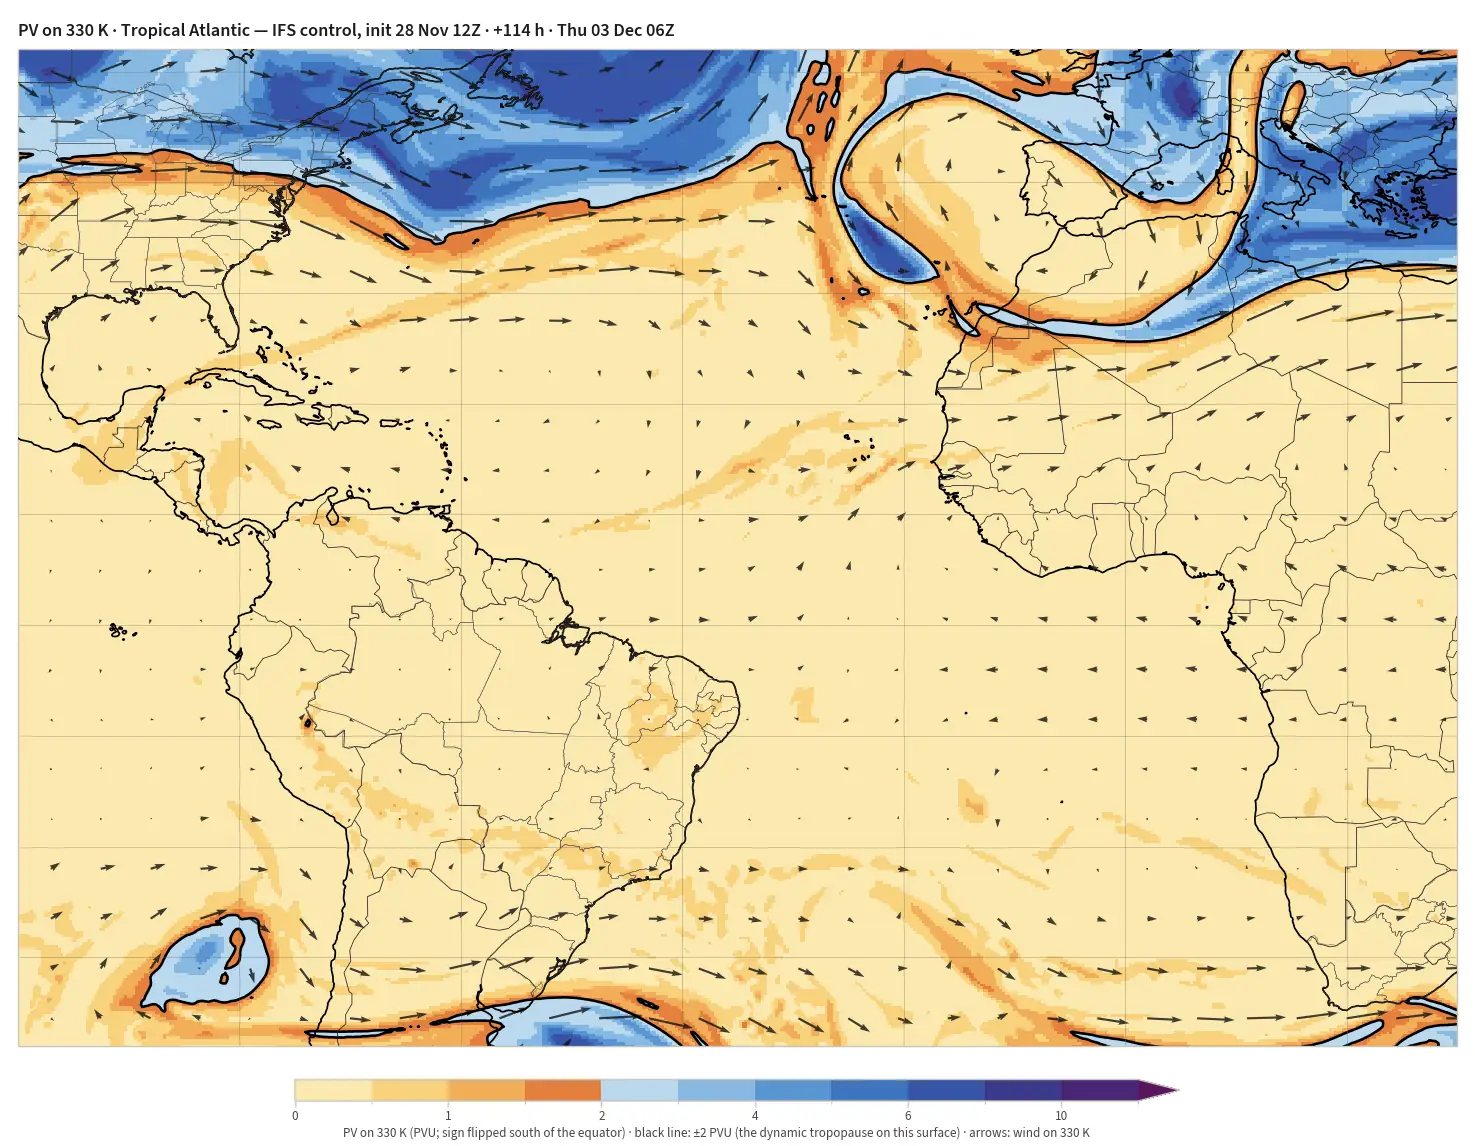 PV on 330 K · Tropical Atlantic — IFS control, init 28 Nov 12Z · +114 h · Thu 03 Dec 06Z
0 1 2 4 6 10
PV on 330 K (PVU; sign flipped south of the equator) · black line: ±2 PVU (the dynamic tropopause on this surface) · arrows: wind on 330 K